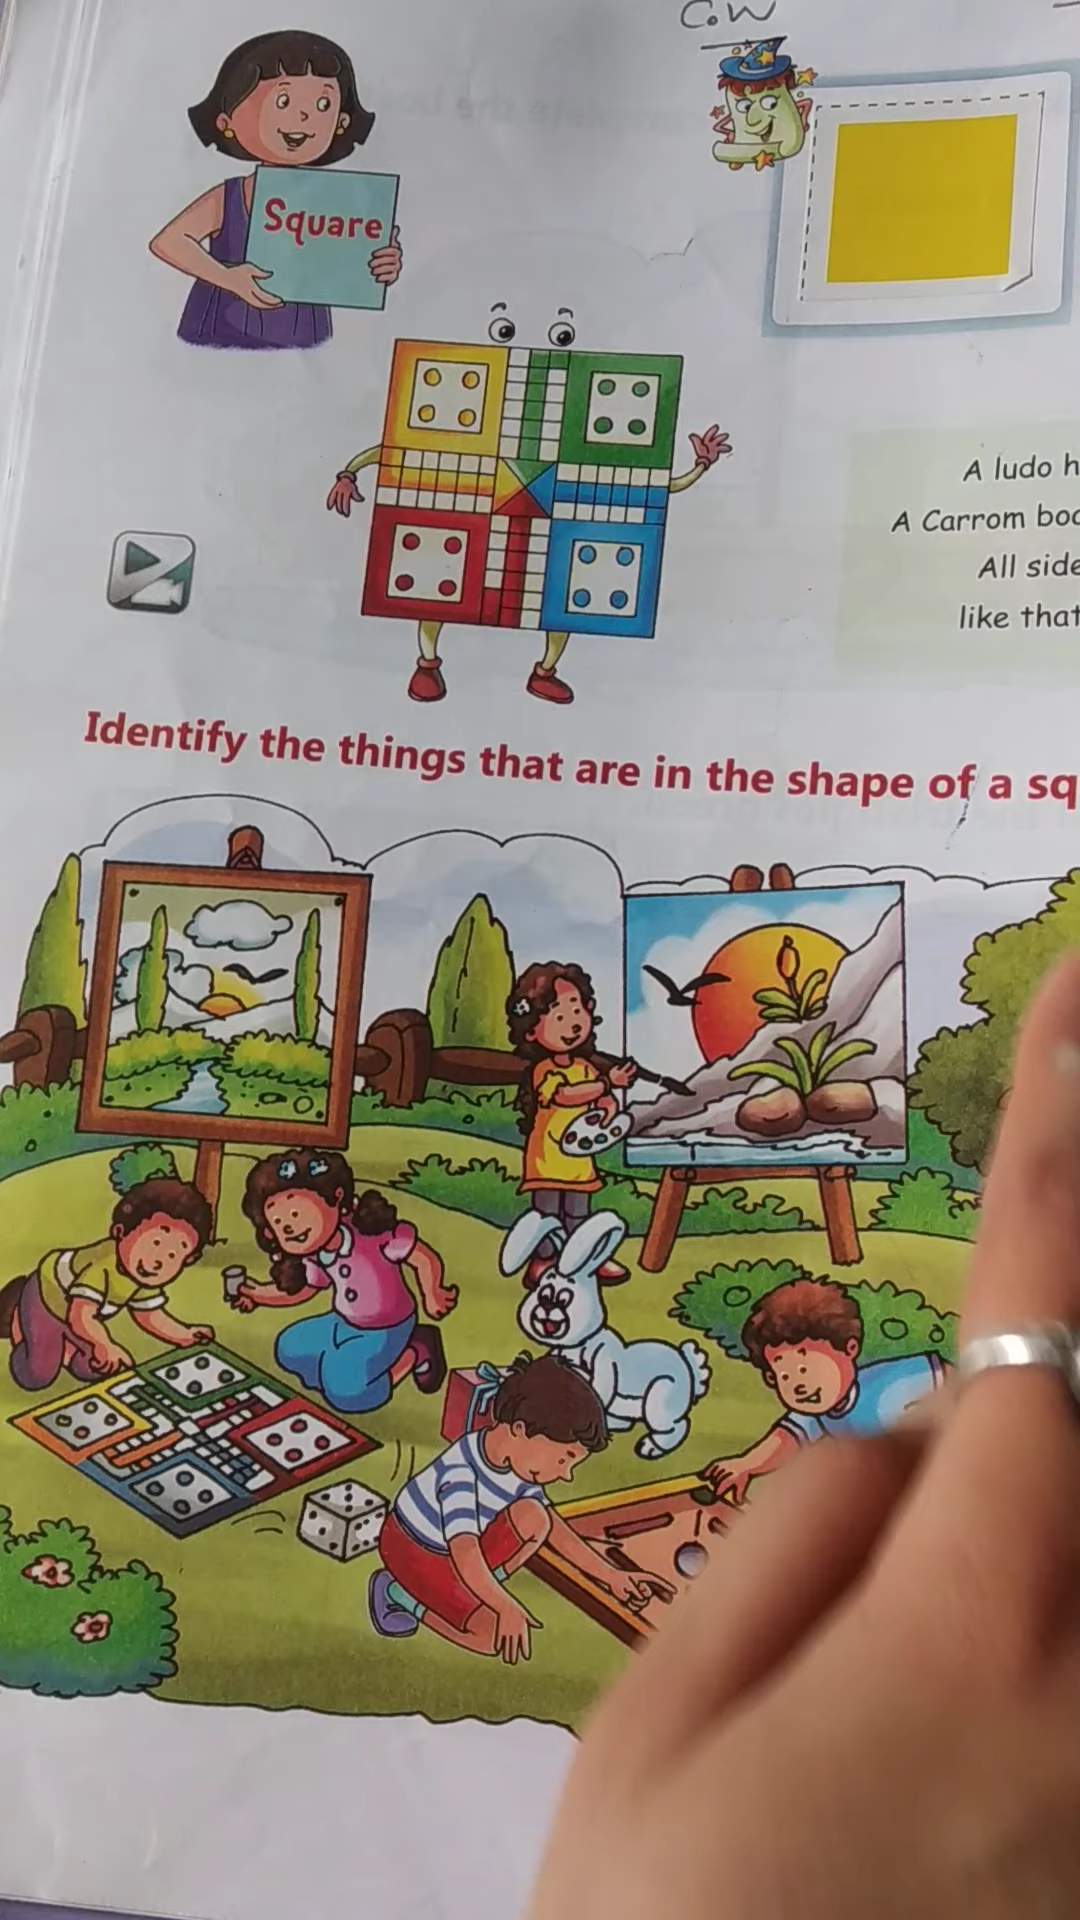 C.W
Square
A ludo h
A Carrom boa
All side
like that
Identify the things that are in the shape of a sq